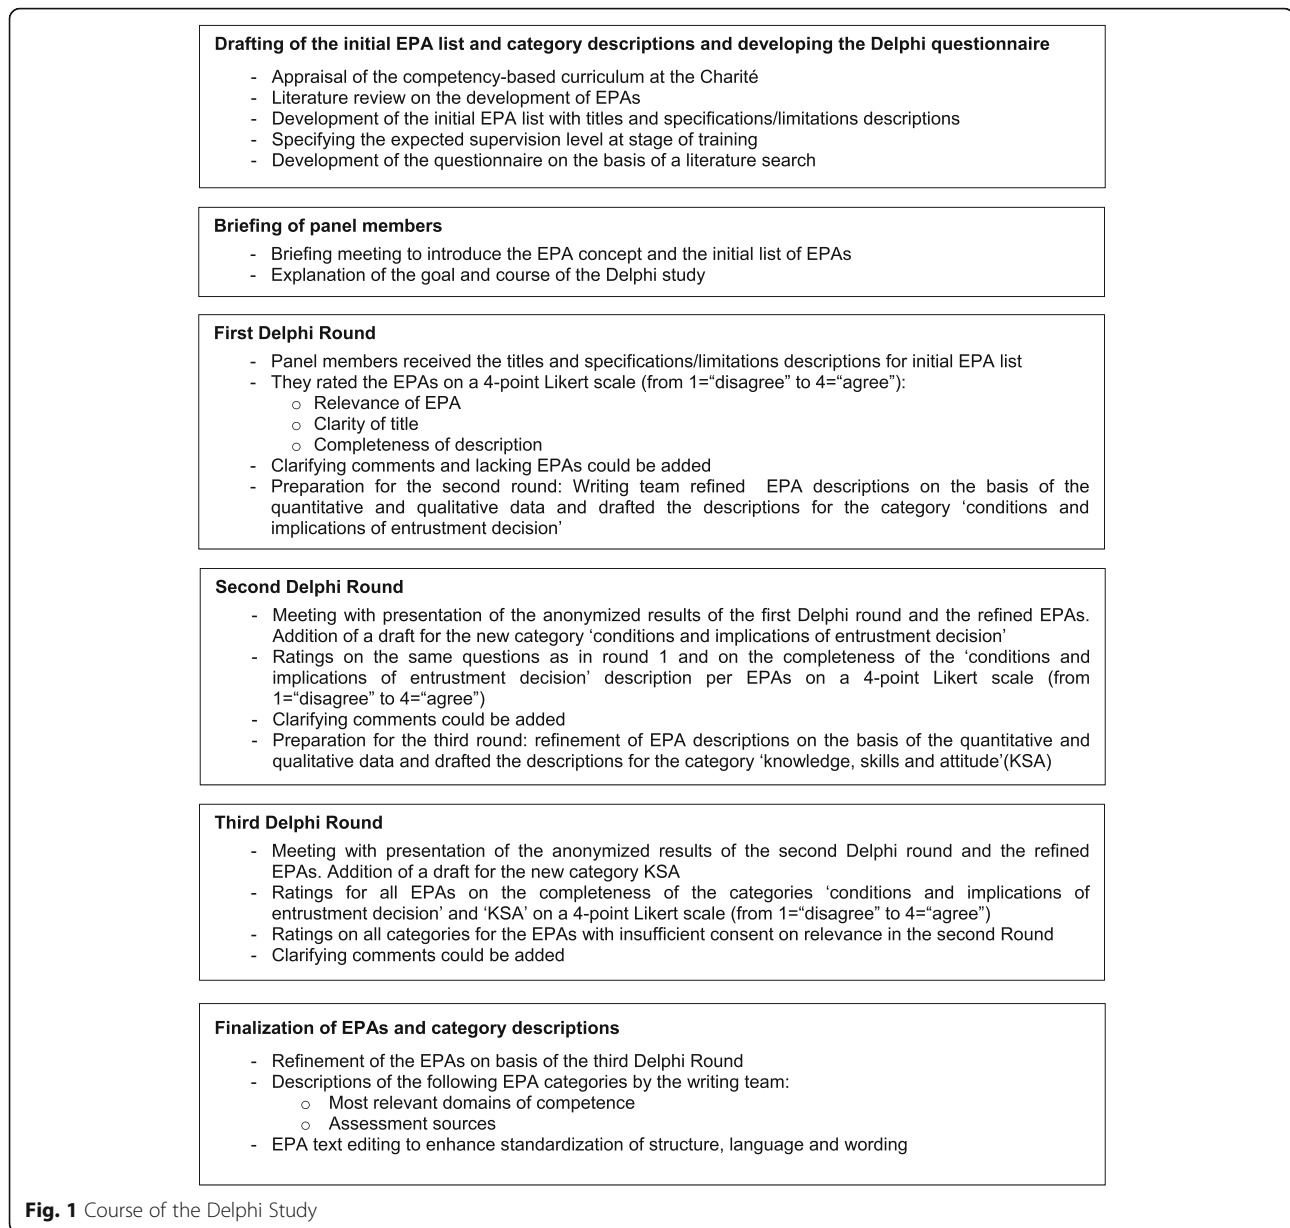 Drafting of the initial EPA list and category descriptions and developing the Delphi questionnaire
- Appraisal of the competency-based curriculum at the Charité
- Literature review on the development of EPAs
- Development of the initial EPA list with titles and specifications/limitations descriptions
- Specifying the expected supervision level at stage of training
- Development of the questionnaire on the basis of a literature search
Briefing of panel members
- Briefing meeting to introduce the EPA concept and the initial list of EPAs
- Explanation of the goal and course of the Delphi study
First Delphi Round
- Panel members received the titles and specifications/limitations descriptions for initial EPA list
- They rated the EPAs on a 4-point Likert scale (from 1=“disagree” to 4=“agree”):
○ Relevance of EPA
○ Clarity of title
○ Completeness of description
- Clarifying comments and lacking EPAs could be added
- Preparation for the second round: Writing team refined EPA descriptions on the basis of the
quantitative and qualitative data and drafted the descriptions for the category ‘conditions and
implications of entrustment decision’
Second Delphi Round
- Meeting with presentation of the anonymized results of the first Delphi round and the refined EPAs.
Addition of a draft for the new category ‘conditions and implications of entrustment decision’
- Ratings on the same questions as in round 1 and on the completeness of the ‘conditions and
implications of entrustment decision’ description per EPAs on a 4-point Likert scale (from
1=“disagree” to 4=“agree”)
- Clarifying comments could be added
- Preparation for the third round: refinement of EPA descriptions on the basis of the quantitative and
qualitative data and drafted the descriptions for the category ‘knowledge, skills and attitude’(KSA)
Third Delphi Round
- Meeting with presentation of the anonymized results of the second Delphi round and the refined
EPAs. Addition of a draft for the new category KSA
- Ratings for all EPAs on the completeness of the categories ‘conditions and implications of
entrustment decision’ and ‘KSA’ on a 4-point Likert scale (from 1=“disagree” to 4=“agree”)
- Ratings on all categories for the EPAs with insufficient consent on relevance in the second Round
- Clarifying comments could be added
Finalization of EPAs and category descriptions
- Refinement of the EPAs on basis of the third Delphi Round
- Descriptions of the following EPA categories by the writing team:
○ Most relevant domains of competence
○ Assessment sources
- EPA text editing to enhance standardization of structure, language and wording
Fig. 1 Course of the Delphi Study